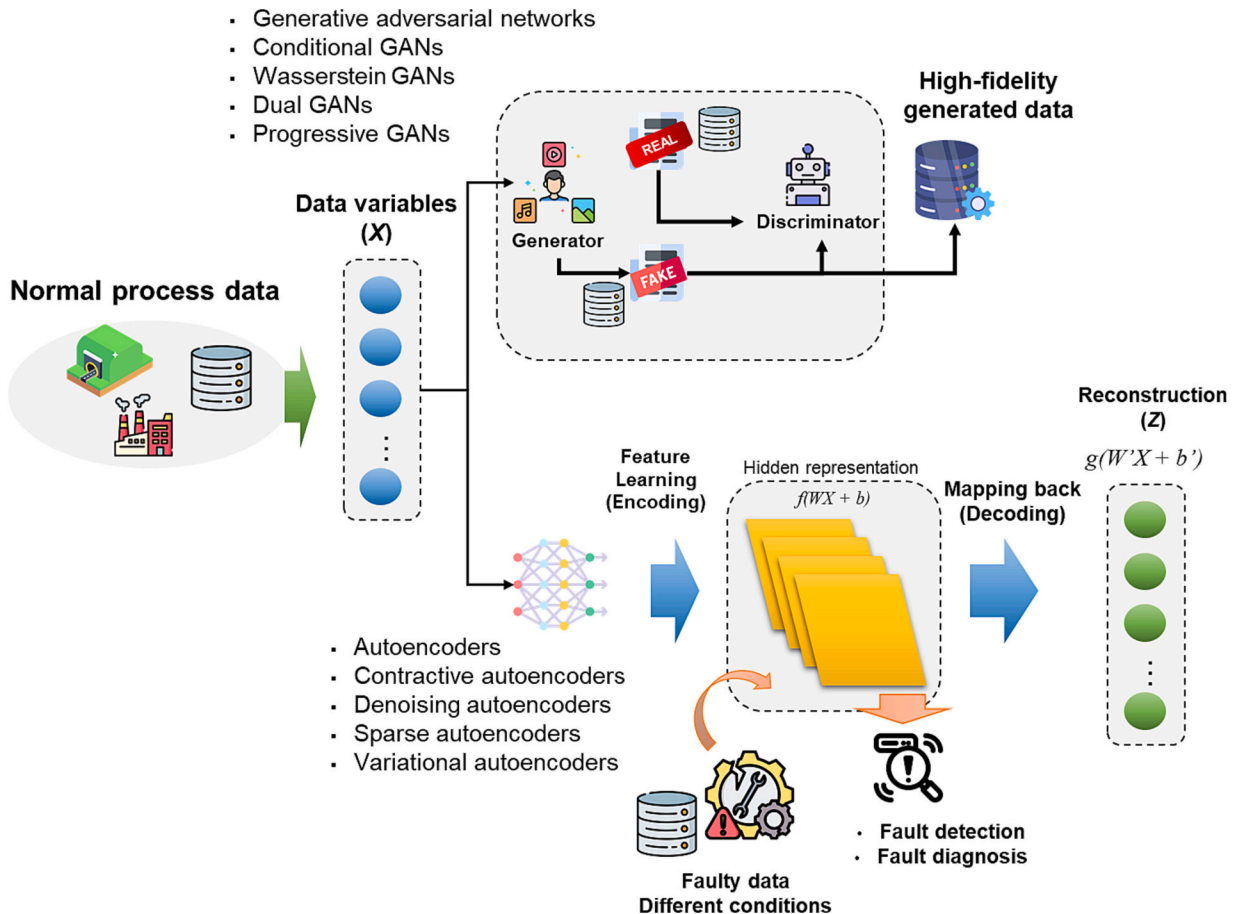 ▪ Generative adversarial networks
▪ Conditional GANs
▪ Wasserstein GANs
▪ Dual GANs
▪ Progressive GANs
High-fidelity
generated data
REAL
Data variables
(X)
Generator
Discriminator
FAKE
Normal process data
Reconstruction
(Z)
g(W'X + b')
Feature
Learning
(Encoding)
Hidden representation
f(WX + b)
Mapping back
(Decoding)
▪ Autoencoders
▪ Contractive autoencoders
▪ Denoising autoencoders
▪ Sparse autoencoders
▪ Variational autoencoders
• Fault detection
• Fault diagnosis
Faulty data
Different conditions